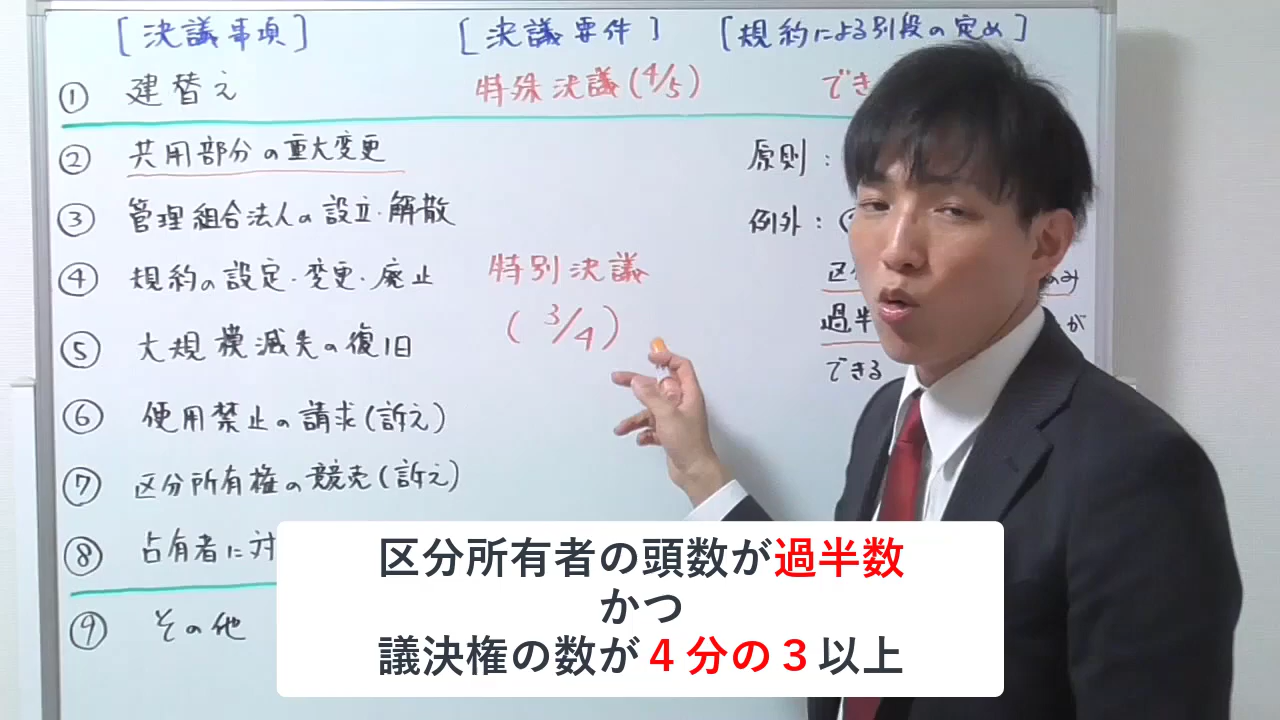 [決議事項] [決議要件] [規約による別段の定め]
① 建替え 特殊決議(4/5) でき
② 共用部分の重大変更 原則:
③ 管理組合法人の設立・解散 例外:
④ 規約の設定・変更・廃止 特別決議 区分 のみ
(3/4) 過半 が
⑤ 大規模滅失の復旧 できる
⑥ 使用禁止の請求(訴え)
⑦ 区分所有権の競売(訴え)
⑧ 占有者に対
⑨ その他
区分所有者の頭数が過半数
かつ
議決権の数が4分の3以上